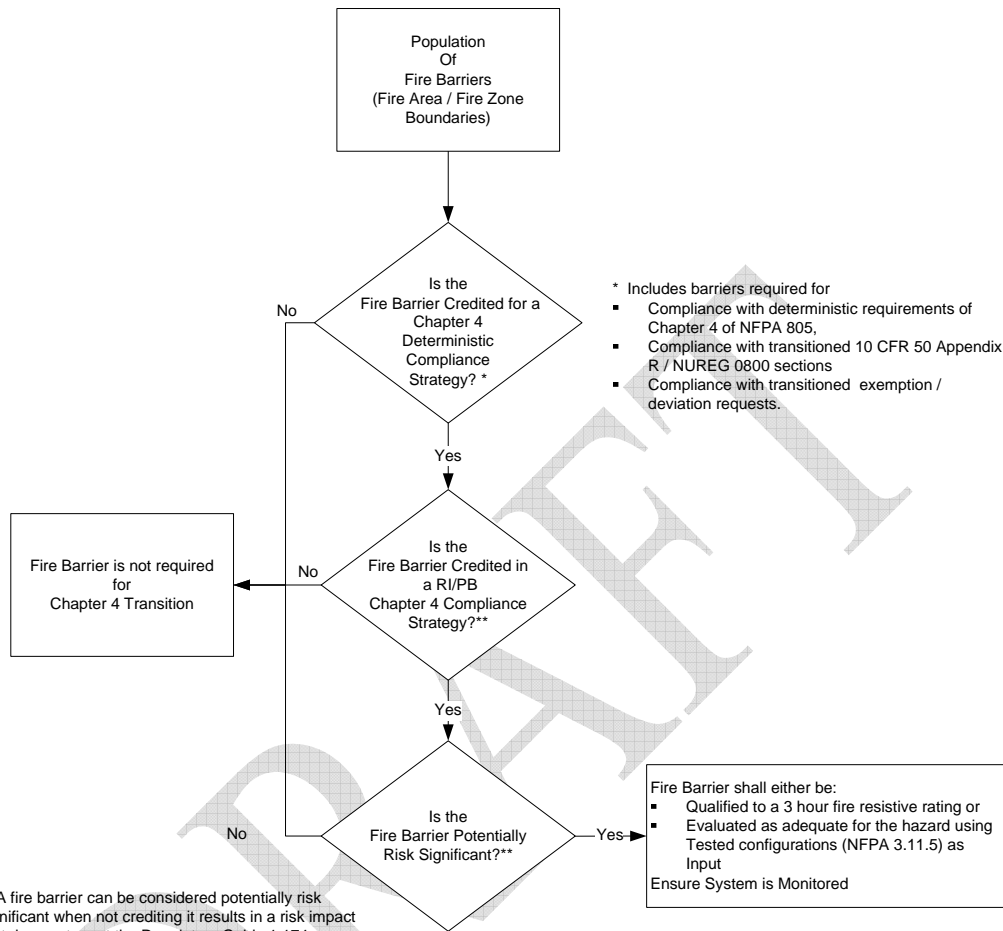 Population
Of
Fire Barriers
(Fire Area / Fire Zone
Boundaries)
Is the
Fire Barrier Credited for a
Chapter 4
Deterministic
Compliance
Strategy? *
No
* Includes barriers required for
▪ Compliance with deterministic requirements of
Chapter 4 of NFPA 805,
▪ Compliance with transitioned 10 CFR 50 Appendix
R / NUREG 0800 sections
▪ Compliance with transitioned exemption /
deviation requests.
Yes
Is the
Fire Barrier Credited in
a RI/PB
Chapter 4 Compliance
Strategy?**
No
Fire Barrier is not required
for
Chapter 4 Transition
Yes
Is the
Fire Barrier Potentially
Risk Significant?**
No
Yes
Fire Barrier shall either be:
▪ Qualified to a 3 hour fire resistive rating or
▪ Evaluated as adequate for the hazard using
Tested configurations (NFPA 3.11.5) as
Input
Ensure System is Monitored
A fire barrier can be considered potentially risk
when not crediting it results in a risk impact
DRAFT